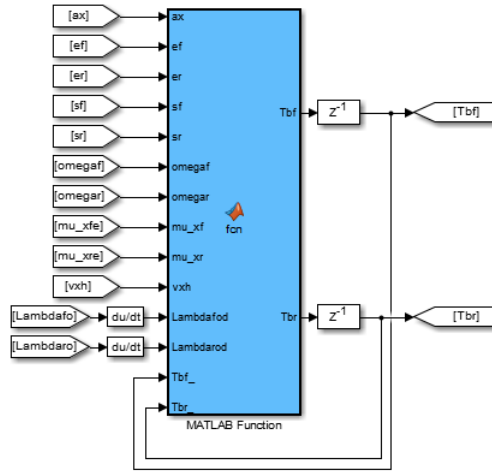 [ax]
ax
[ef]
ef
[er]
er
[sf]
sf
Tbf
Z-1
[Tbf]
[sr]
sr
[omegaf]
omegaf
[omegar]
omegar
[mu_xfe]
mu_xf
fcn
[mu_xre]
mu_xr
[vxh]
vxh
[Lambdafo]
du/dt
Lambdafod
Tbr
Z-1
[Tbr]
[Lambdaro]
du/dt
Lambdarod
Tbf_
Tbr_
MATLAB Function